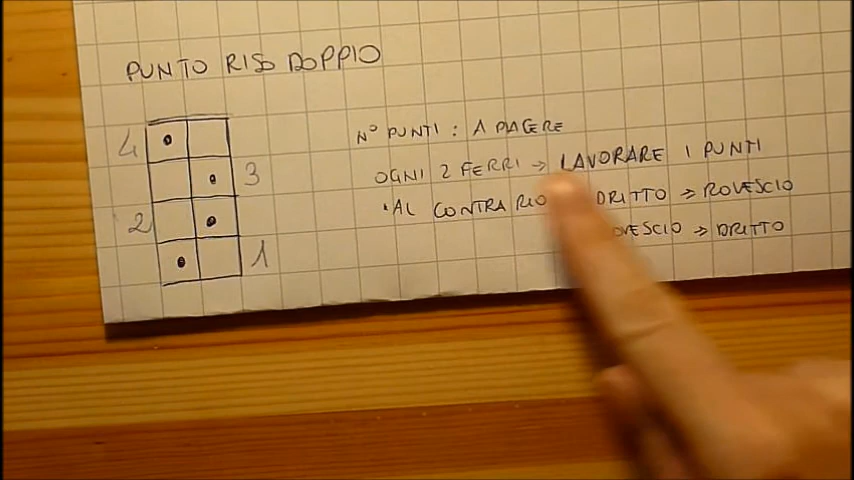 PUNTO RISO DOPPIO
N° PUNTI : A PIACERE
OGNI 2 FERRI → LAVORARE I PUNTI
AL CONTRARIO DRITTO ⇒ ROVESCIO
OVESCIO ⇒ DRITTO
4
3
2
1